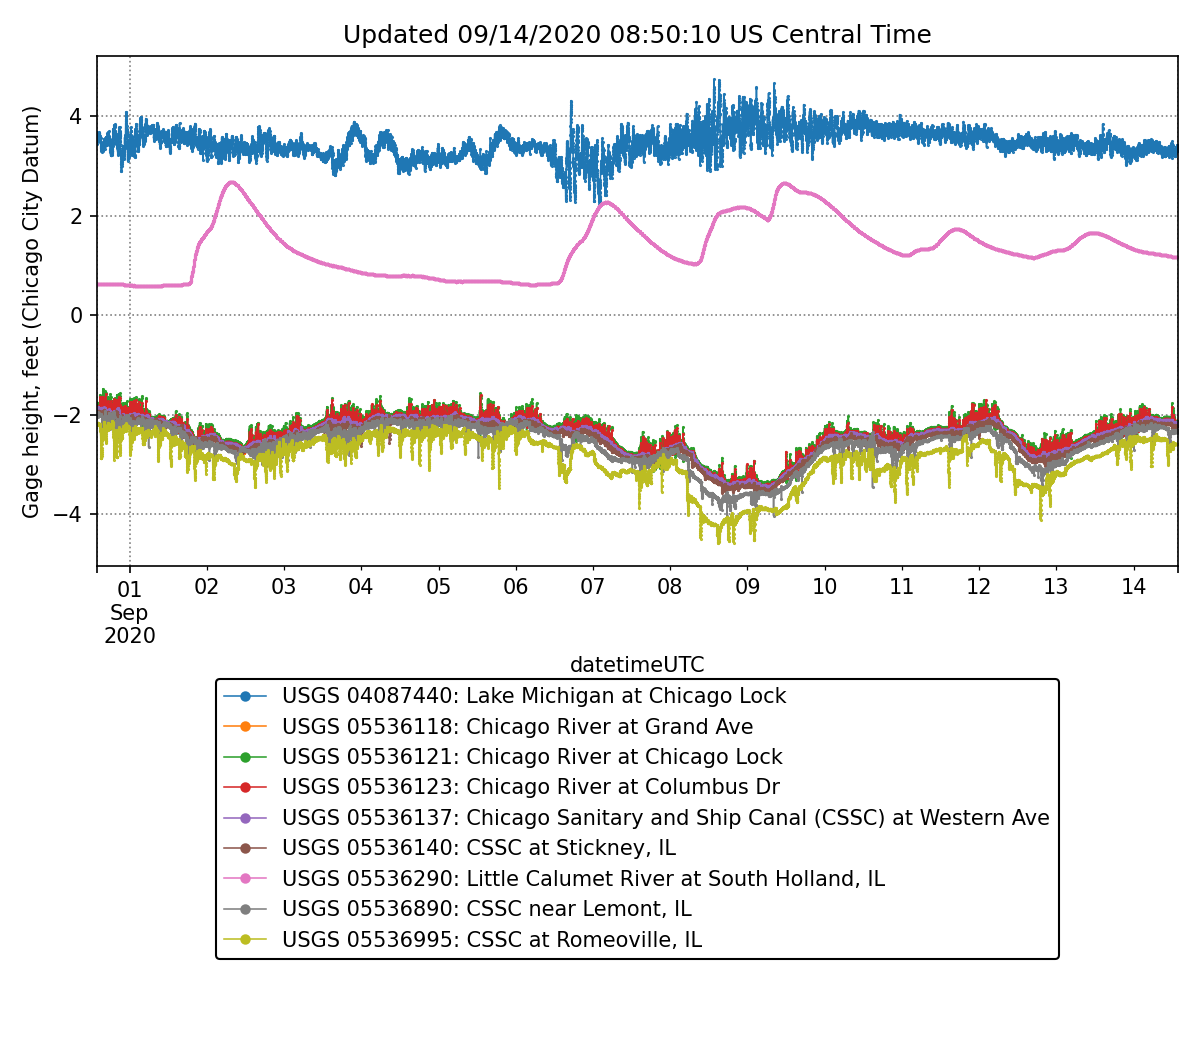 Updated 09/14/2020 08:50:10 US Central Time
Gage height, feet (Chicago City Datum)
4
2
0
−2
−4
01 02 03 04 05 06 07 08 09 10 11 12 13 14
Sep
2020
datetimeUTC
USGS 04087440: Lake Michigan at Chicago Lock
USGS 05536118: Chicago River at Grand Ave
USGS 05536121: Chicago River at Chicago Lock
USGS 05536123: Chicago River at Columbus Dr
USGS 05536137: Chicago Sanitary and Ship Canal (CSSC) at Western Ave
USGS 05536140: CSSC at Stickney, IL
USGS 05536290: Little Calumet River at South Holland, IL
USGS 05536890: CSSC near Lemont, IL
USGS 05536995: CSSC at Romeoville, IL